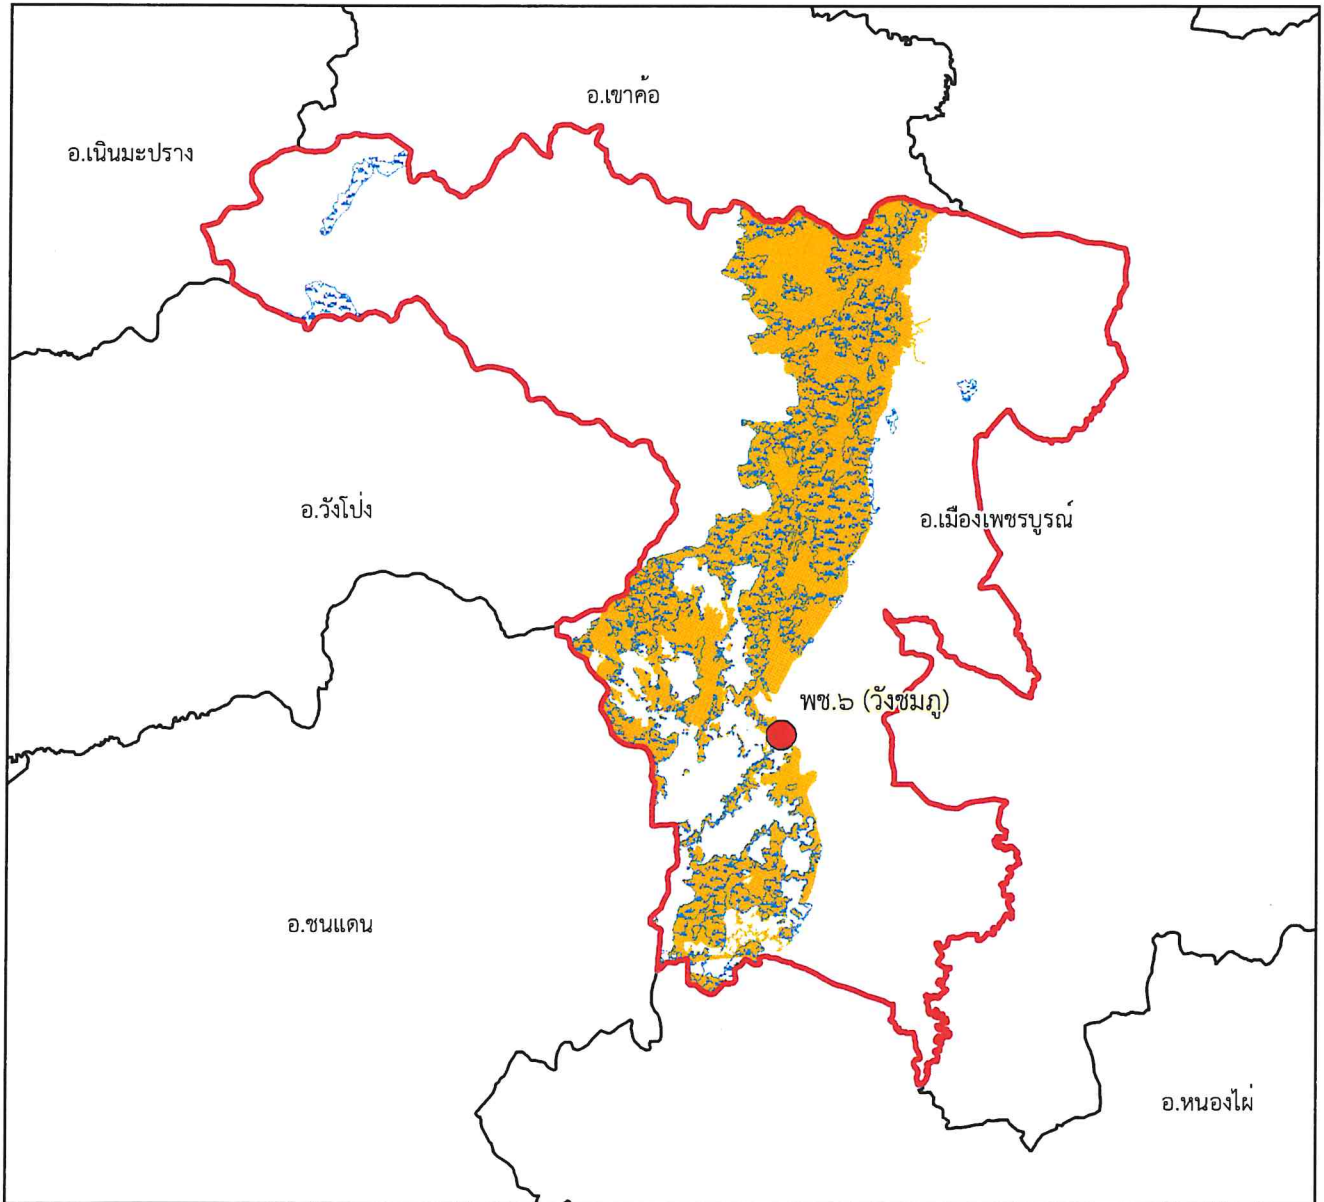 อ.เขาค้อ
อ.เนินมะปราง
อ.วังโป่ง
อ.เมืองเพชรบูรณ์
พช.๖ (วังชมภู)
อ.ชนแดน
อ.หนองไผ่